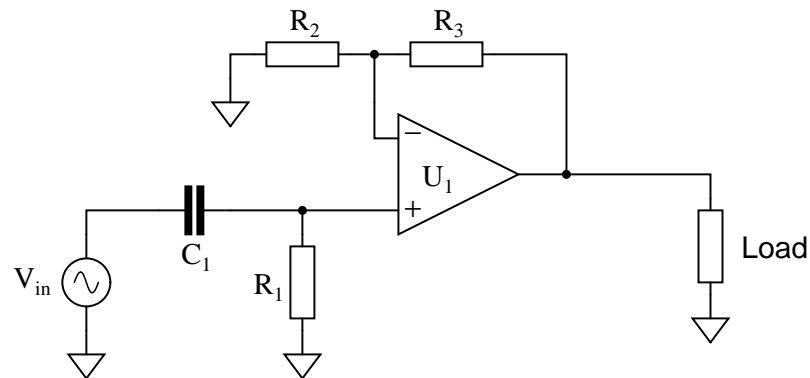 R₂
R₃
−
U₁
+
C₁
Vᵢₙ
R₁
Load